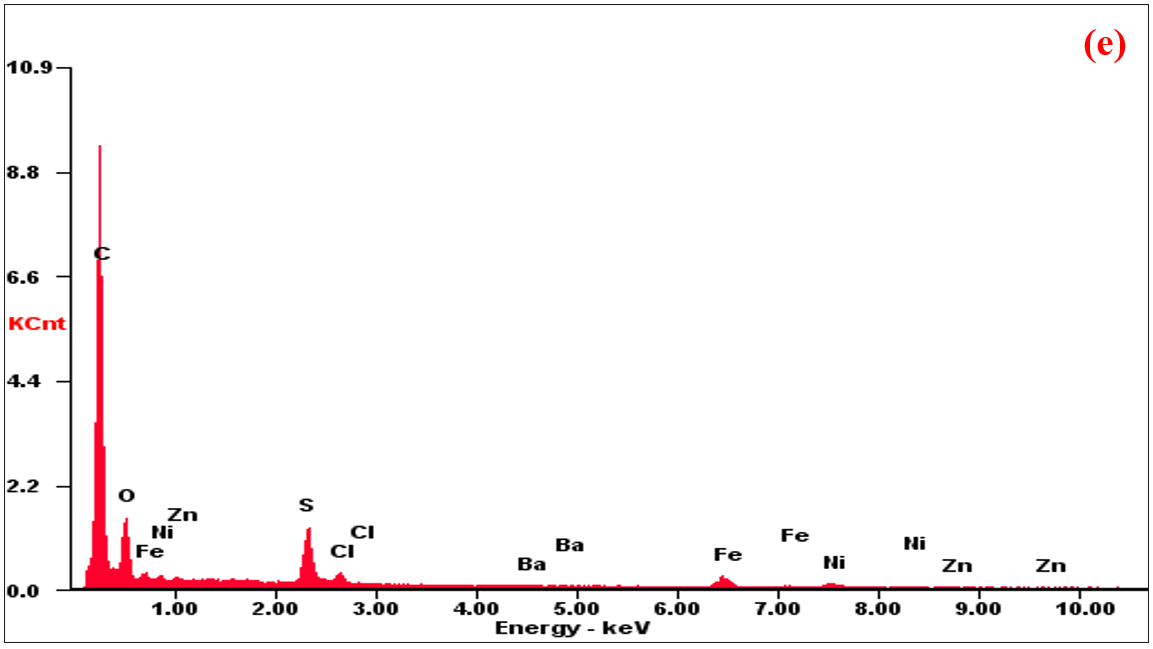 (e)
10.9
8.8
C
6.6
KCnt
4.4
2.2
O
S
Zn
Ni
Cl
Fe
Fe
Cl
Ba
Ni
Fe
Ba
Ni
Zn
Zn
0.0
1.00 2.00 3.00 4.00 5.00 6.00 7.00 8.00 9.00 10.00
Energy - keV